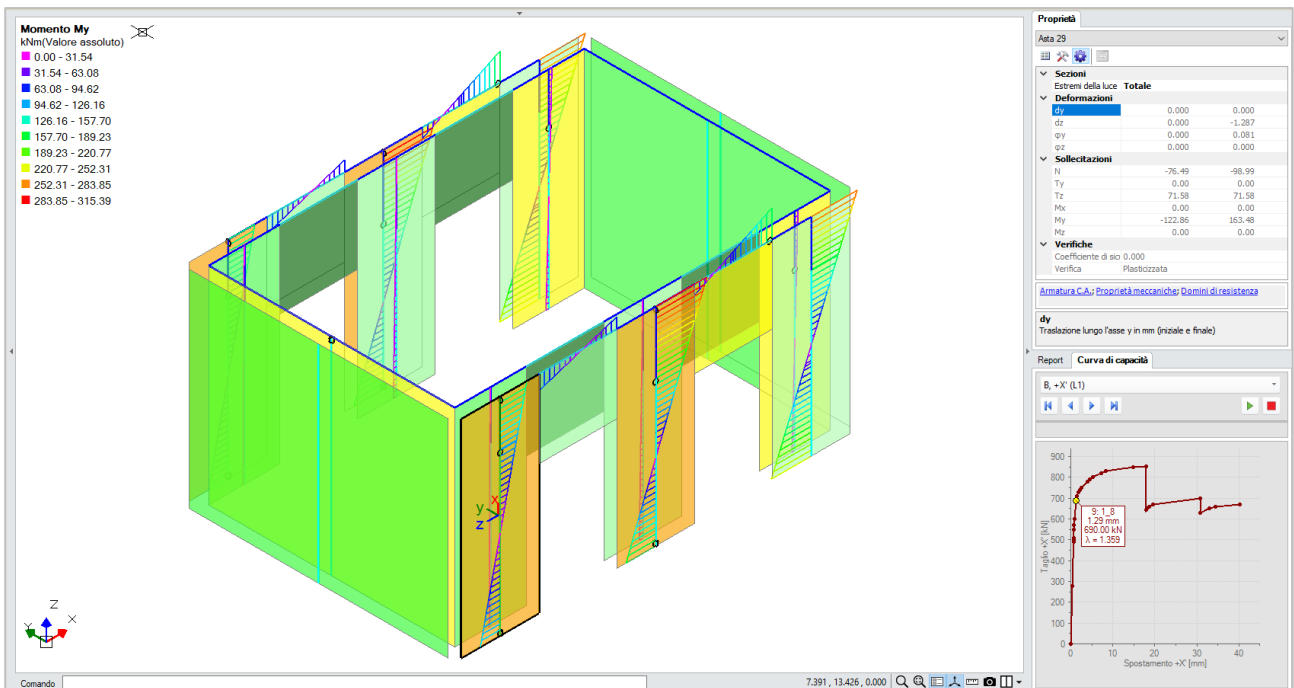 Momento My
kNm(Valore assoluto)
0.00 - 31.54
31.54 - 63.08
63.08 - 94.62
94.62 - 126.16
126.16 - 157.70
157.70 - 189.23
189.23 - 220.77
220.77 - 252.31
252.31 - 283.85
283.85 - 315.39
x
y
z
Z
X
Y
Comando
7.391 , 13.426 , 0.000
Proprietà
Asta 29
Sezioni
Estremi della luce Totale
Deformazioni
dy 0.000 0.000
dz 0.000 -1.287
φy 0.000 0.081
φz 0.000 0.000
Sollecitazioni
N -76.49 -98.99
Ty 0.00 0.00
Tz 71.58 71.58
Mx 0.00 0.00
My -122.86 163.48
Mz 0.00 0.00
Verifiche
Coefficiente di sic 0.000
Verifica Plasticizzata
Armatura C.A.; Proprietà meccaniche; Domini di resistenza
dy
Traslazione lungo l'asse y in mm (iniziale e finale)
Report Curva di capacità
B, +X' (L1)
900
800
700
600
500
400
300
200
100
0
Taglio +X' [kN]
9: 1_8
1.29 mm
690.00 kN
λ = 1.359
0 10 20 30 40
Spostamento +X' [mm]